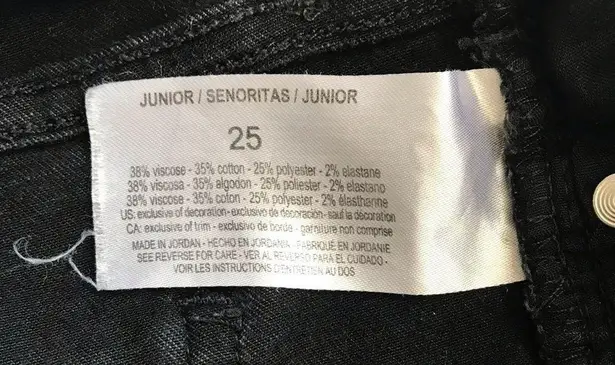 JUNIOR / SENORITAS / JUNIOR
25
38% viscose - 35% cotton - 25% polyester - 2% elastane
38% viscosa - 35% algodon - 25% poliester - 2% elastano
38% viscose - 35% coton - 25% polyester - 2% élasthanne
US: exclusive of decoration-exclusivo de decoración-sauf la décoration
CA: exclusive of trim - exclusivo de borde - garniture non comprise
MADE IN JORDAN - HECHO EN JORDANIA - FABRIQUÉ EN JORDANIE
SEE REVERSE FOR CARE - VER AL REVERSO PARA EL CUIDADO -
VOIR LES INSTRUCTIONS D'ENTRETIEN AU DOS